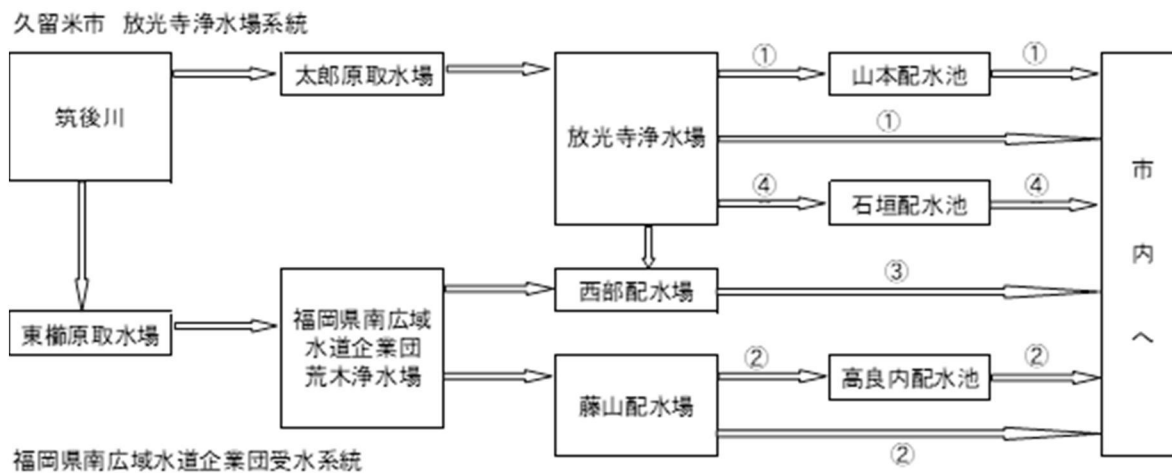 久留米市 放光寺浄水場系統
筑後川
太郎原取水場
放光寺浄水場
①
山本配水池
①
①
④
石垣配水池
④
市内へ
東櫛原取水場
福岡県南広域
水道企業団
荒木浄水場
西部配水場
③
藤山配水場
②
高良内配水池
②
②
福岡県南広域水道企業団受水系統